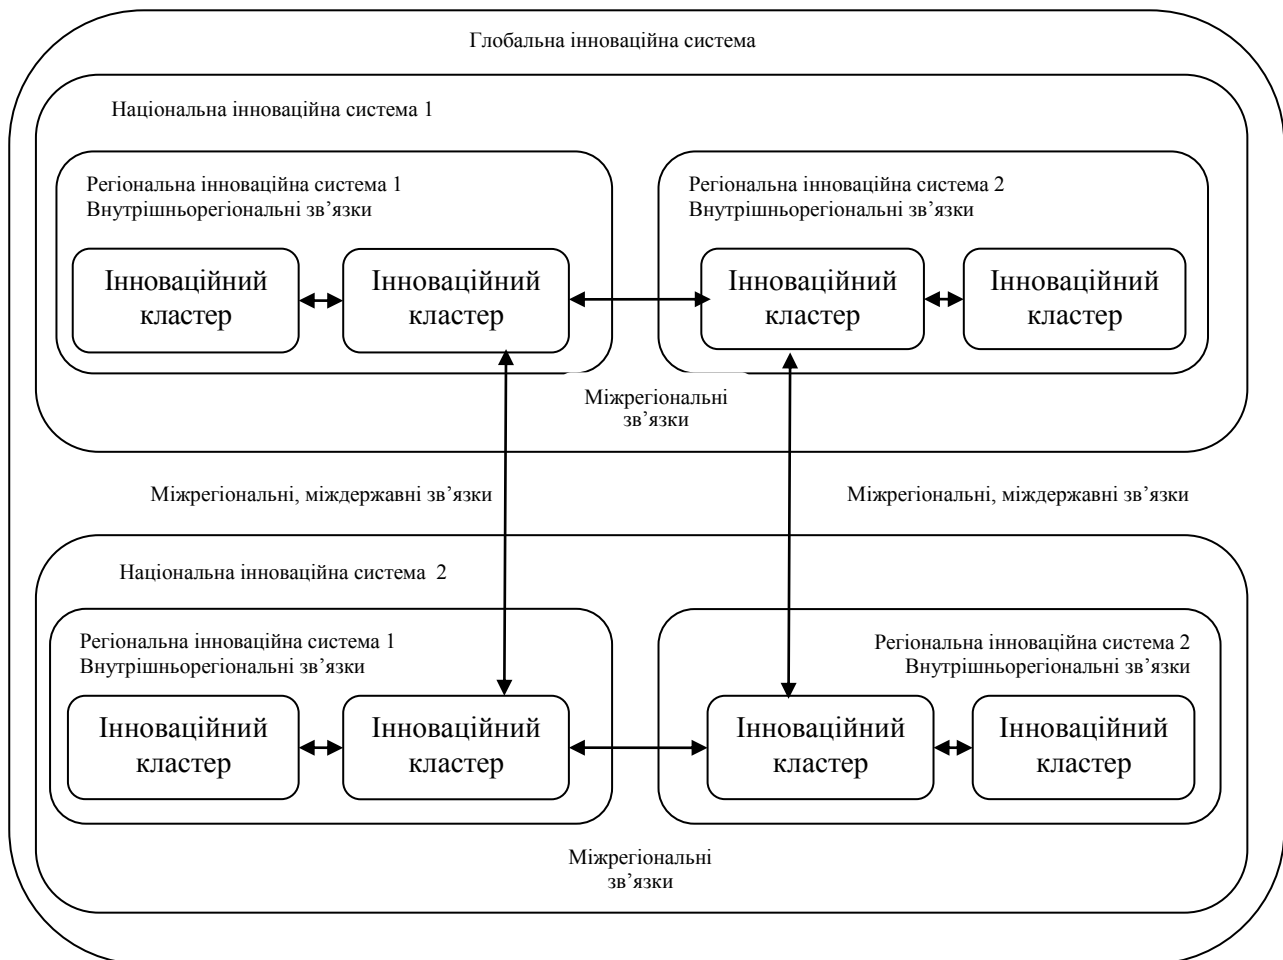 Глобальна інноваційна система
Національна інноваційна система 1
Регіональна інноваційна система 1
Внутрішньорегіональні зв’язки
Регіональна інноваційна система 2
Внутрішньорегіональні зв’язки
Інноваційний
кластер
Інноваційний
кластер
Інноваційний
кластер
Інноваційний
кластер
Міжрегіональні
зв’язки
Міжрегіональні, міждержавні зв’язки
Міжрегіональні, міждержавні зв’язки
Національна інноваційна система 2
Регіональна інноваційна система 1
Внутрішньорегіональні зв’язки
Регіональна інноваційна система 2
Внутрішньорегіональні зв’язки
Інноваційний
кластер
Інноваційний
кластер
Інноваційний
кластер
Інноваційний
кластер
Міжрегіональні
зв’язки